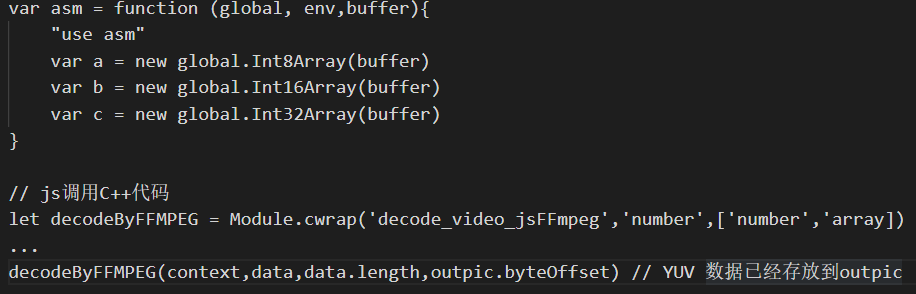 var asm = function (global, env,buffer){
    "use asm"
    var a = new global.Int8Array(buffer)
    var b = new global.Int16Array(buffer)
    var c = new global.Int32Array(buffer)
}

// js调用C++代码
let decodeByFFMPEG = Module.cwrap('decode_video_jsFFmpeg','number',['number','array])
...
decodeByFFMPEG(context,data,data.length,outpic.byteOffset) // YUV 数据已经存放到outpic